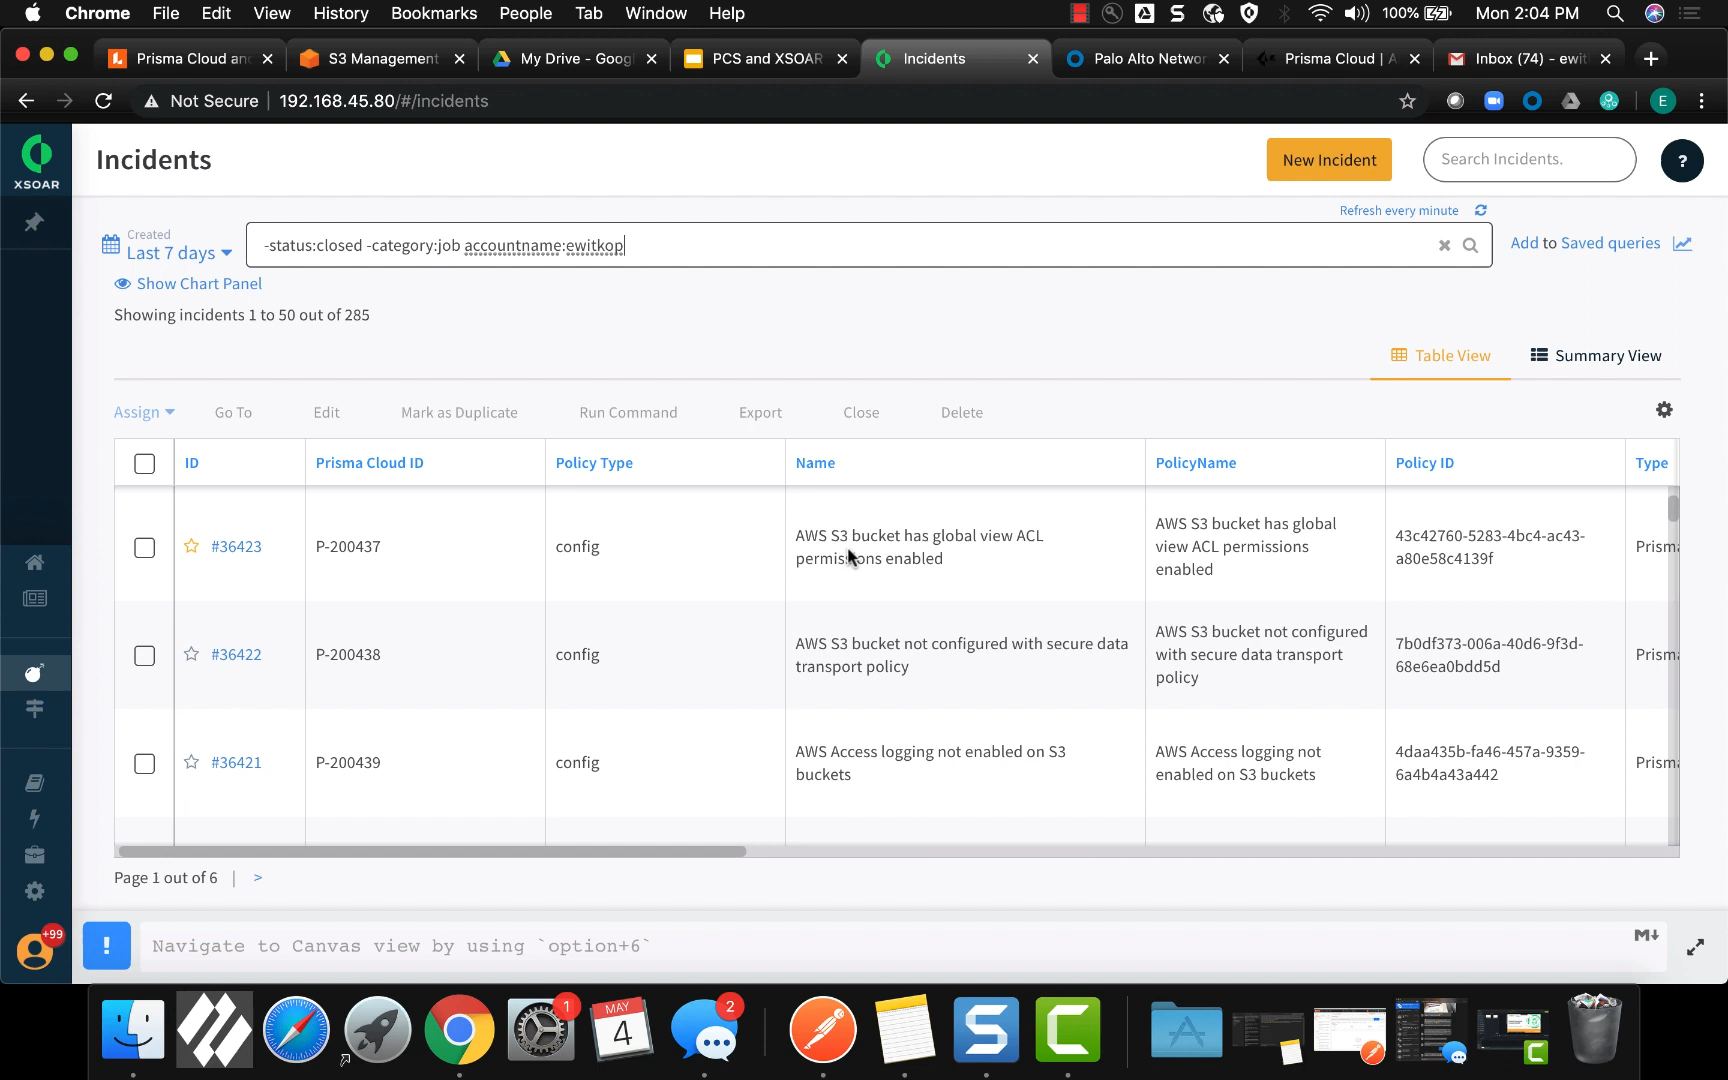 Chrome File Edit View History Bookmarks People Tab Window Help 100% Mon 2:04 PM
Prisma Cloud an S3 Management My Drive - Googl PCS and XSOAR Incidents Palo Alto Networ Prisma Cloud | A Inbox (74) - ewit
Not Secure 192.168.45.80/#/incidents E
XSOAR
Incidents
New Incident
Search Incidents.
?
Refresh every minute
Created
Last 7 days
-status:closed -category:job accountname:ewitkop
Add to Saved queries
Show Chart Panel
Showing incidents 1 to 50 out of 285
Table View
Summary View
Assign Go To Edit Mark as Duplicate Run Command Export Close Delete
ID Prisma Cloud ID Policy Type Name PolicyName Policy ID Type
#36423 P-200437 config
AWS S3 bucket has global view ACL
permissions enabled
AWS S3 bucket has global
view ACL permissions
enabled
43c42760-5283-4bc4-ac43-
a80e58c4139f
Prisma
#36422 P-200438 config
AWS S3 bucket not configured with secure data
transport policy
AWS S3 bucket not configured
with secure data transport
policy
7b0df373-006a-40d6-9f3d-
68e6ea0bdd5d
Prisma
#36421 P-200439 config
AWS Access logging not enabled on S3
buckets
AWS Access logging not
enabled on S3 buckets
4daa435b-fa46-457a-9359-
6a4b4a43a442
Prisma
Page 1 out of 6 | >
+99
! Navigate to Canvas view by using `option+6`
M
1
MAY
4
2